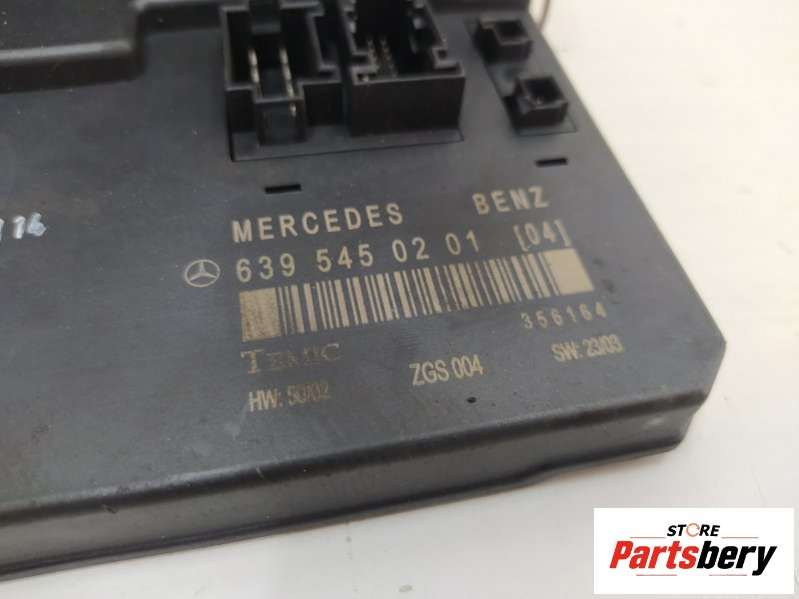 116
MERCEDES BENZ
639 545 02 01 [04]
356164
TEMIC
HW: 50/02 ZGS 004 SW: 23/03
STORE
Partsbery